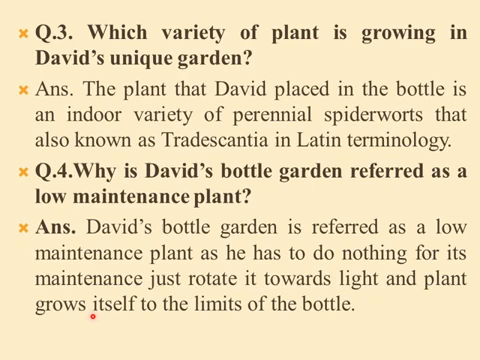 Q.3. Which variety of plant is growing in
David's unique garden?
Ans. The plant that David placed in the bottle is
an indoor variety of perennial spiderworts that
also known as Tradescantia in Latin terminology.
Q.4.Why is David's bottle garden referred as a
low maintenance plant?
Ans. David's bottle garden is referred as a low
maintenance plant as he has to do nothing for its
maintenance just rotate it towards light and plant
grows itself to the limits of the bottle.